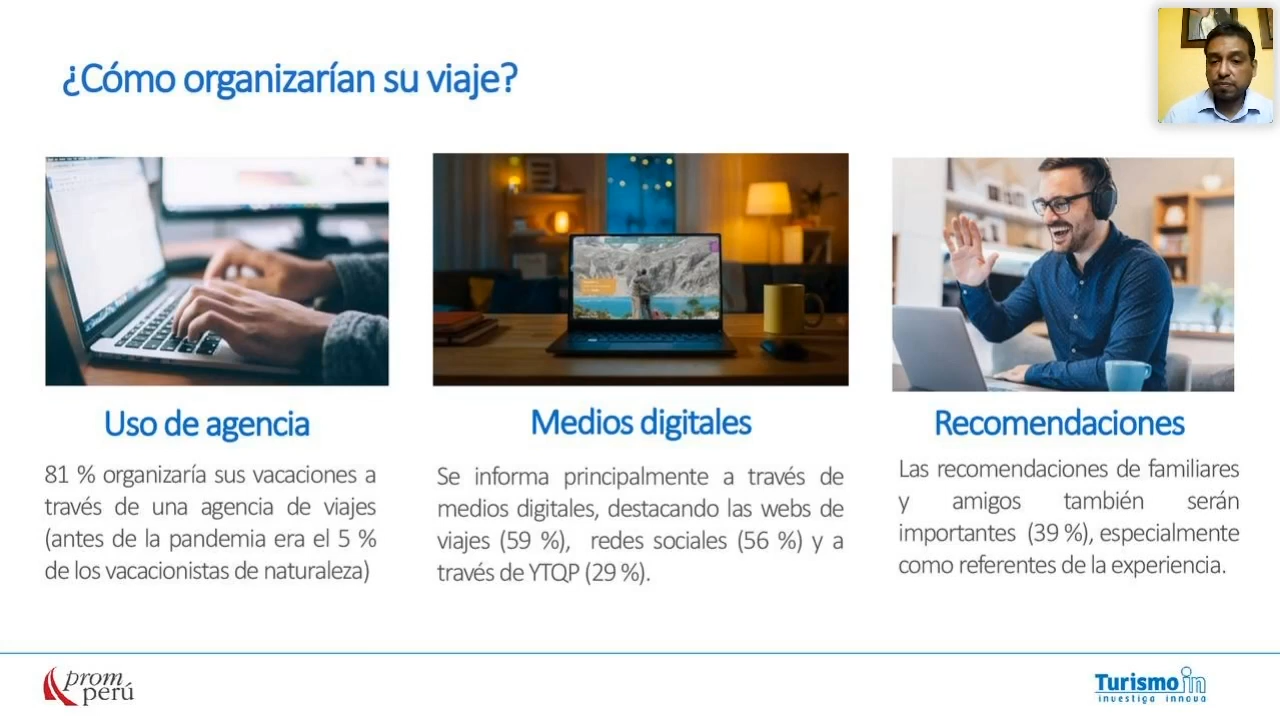 ¿Cómo organizarían su viaje?
Uso de agencia
81 % organizaría sus vacaciones a
través de una agencia de viajes
(antes de la pandemia era el 5 %
de los vacacionistas de naturaleza)
Medios digitales
Se informa principalmente a través de
medios digitales, destacando las webs de
viajes (59 %), redes sociales (56 %) y a
través de YTQP (29 %).
Recomendaciones
Las recomendaciones de familiares
y amigos también serán
importantes (39 %), especialmente
como referentes de la experiencia.
prom
perú
Turismo in
investiga innova